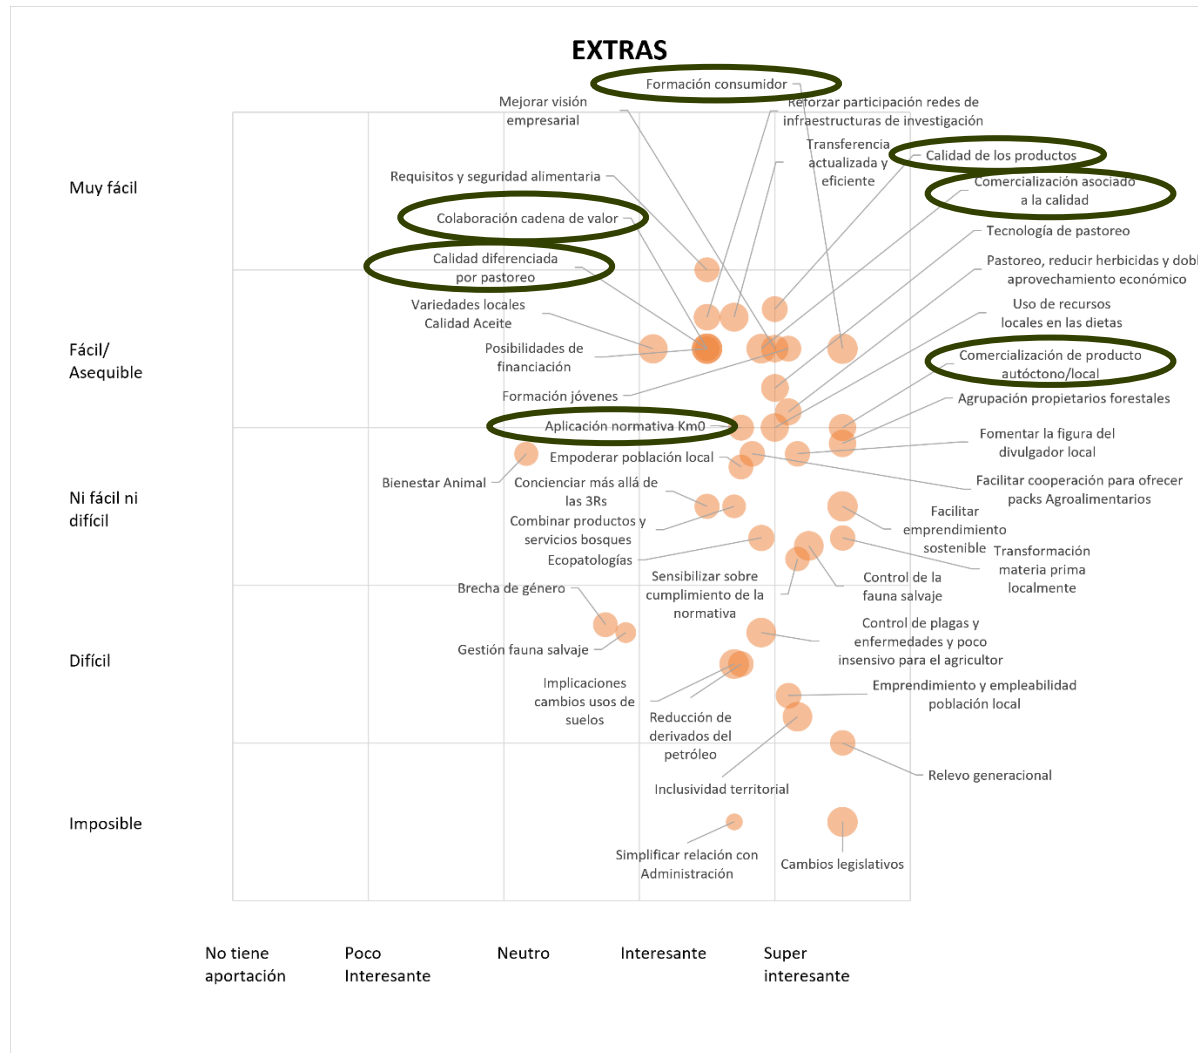 EXTRAS
Formación consumidor
Mejorar visión
empresarial
Reforzar participación redes de
infraestructuras de investigación
Transferencia
actualizada y
eficiente
Calidad de los productos
Requisitos y seguridad alimentaria
Muy fácil
Comercialización asociado
a la calidad
Colaboración cadena de valor
Tecnología de pastoreo
Calidad diferenciada
por pastoreo
Pastoreo, reducir herbicidas y dobl
aprovechamiento económico
Variedades locales
Calidad Aceite
Uso de recursos
locales en las dietas
Fácil/
Asequible
Posibilidades de
financiación
Comercialización de producto
autóctono/local
Formación jóvenes
Agrupación propietarios forestales
Aplicación normativa Km0
Fomentar la figura del
divulgador local
Empoderar población local
Bienestar Animal
Facilitar cooperación para ofrecer
packs Agroalimentarios
Concienciar más allá de
las 3Rs
Ni fácil ni
difícil
Combinar productos y
servicios bosques
Facilitar
emprendimiento
sostenible
Ecopatologías
Transformación
materia prima
localmente
Sensibilizar sobre
cumplimiento de la
normativa
Control de la
fauna salvaje
Brecha de género
Gestión fauna salvaje
Control de plagas y
enfermedades y poco
insensivo para el agricultor
Difícil
Implicaciones
cambios usos de
suelos
Emprendimiento y empleabilidad
población local
Reducción de
derivados del
petróleo
Relevo generacional
Inclusividad territorial
Imposible
Simplificar relación con
Administración
Cambios legislativos
No tiene
aportación
Poco
Interesante
Neutro
Interesante
Super
interesante